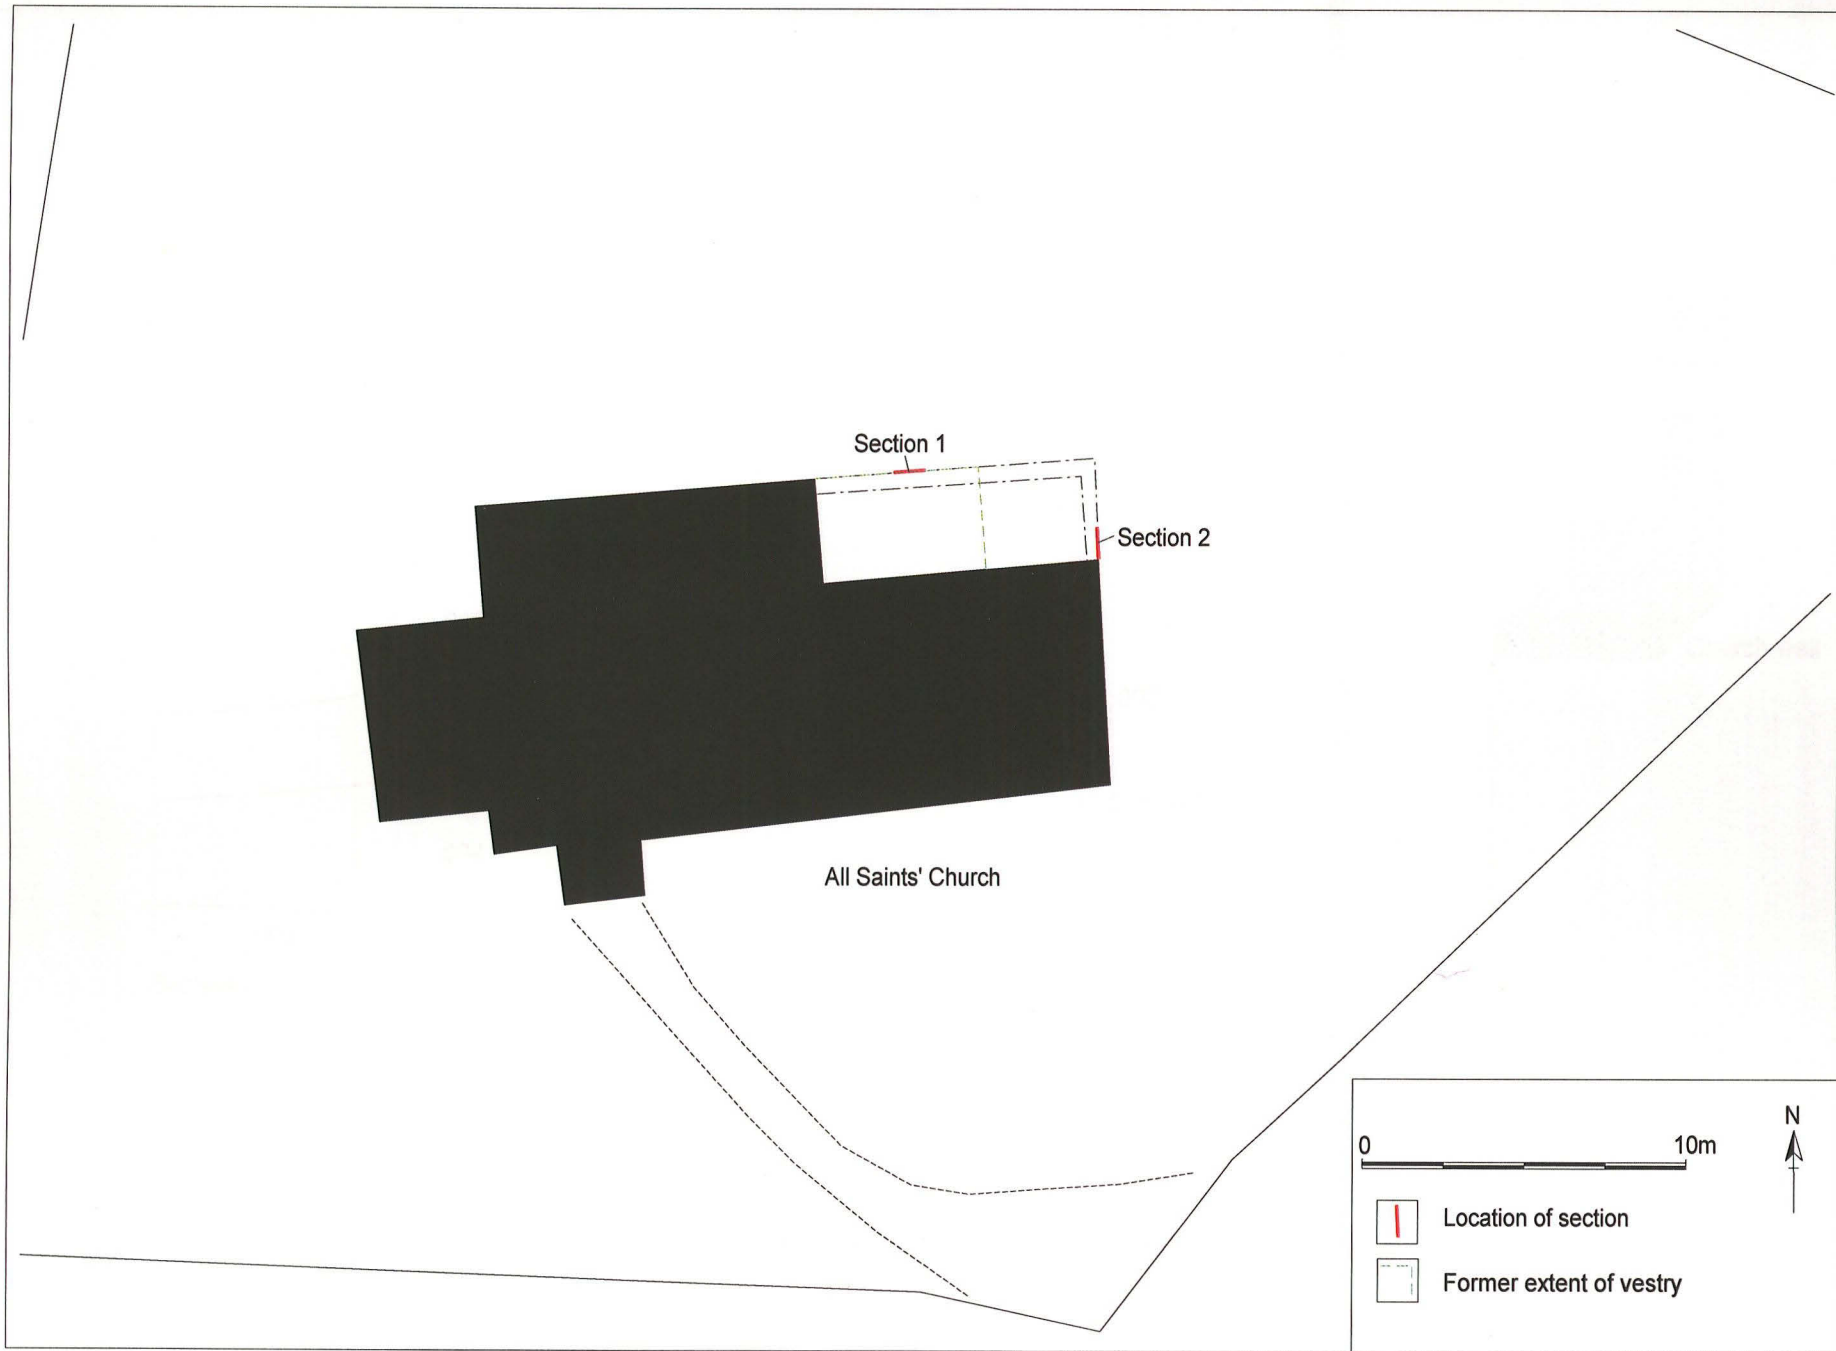 Section 1
Section 2
All Saints' Church
0 10m
N
Location of section
Former extent of vestry